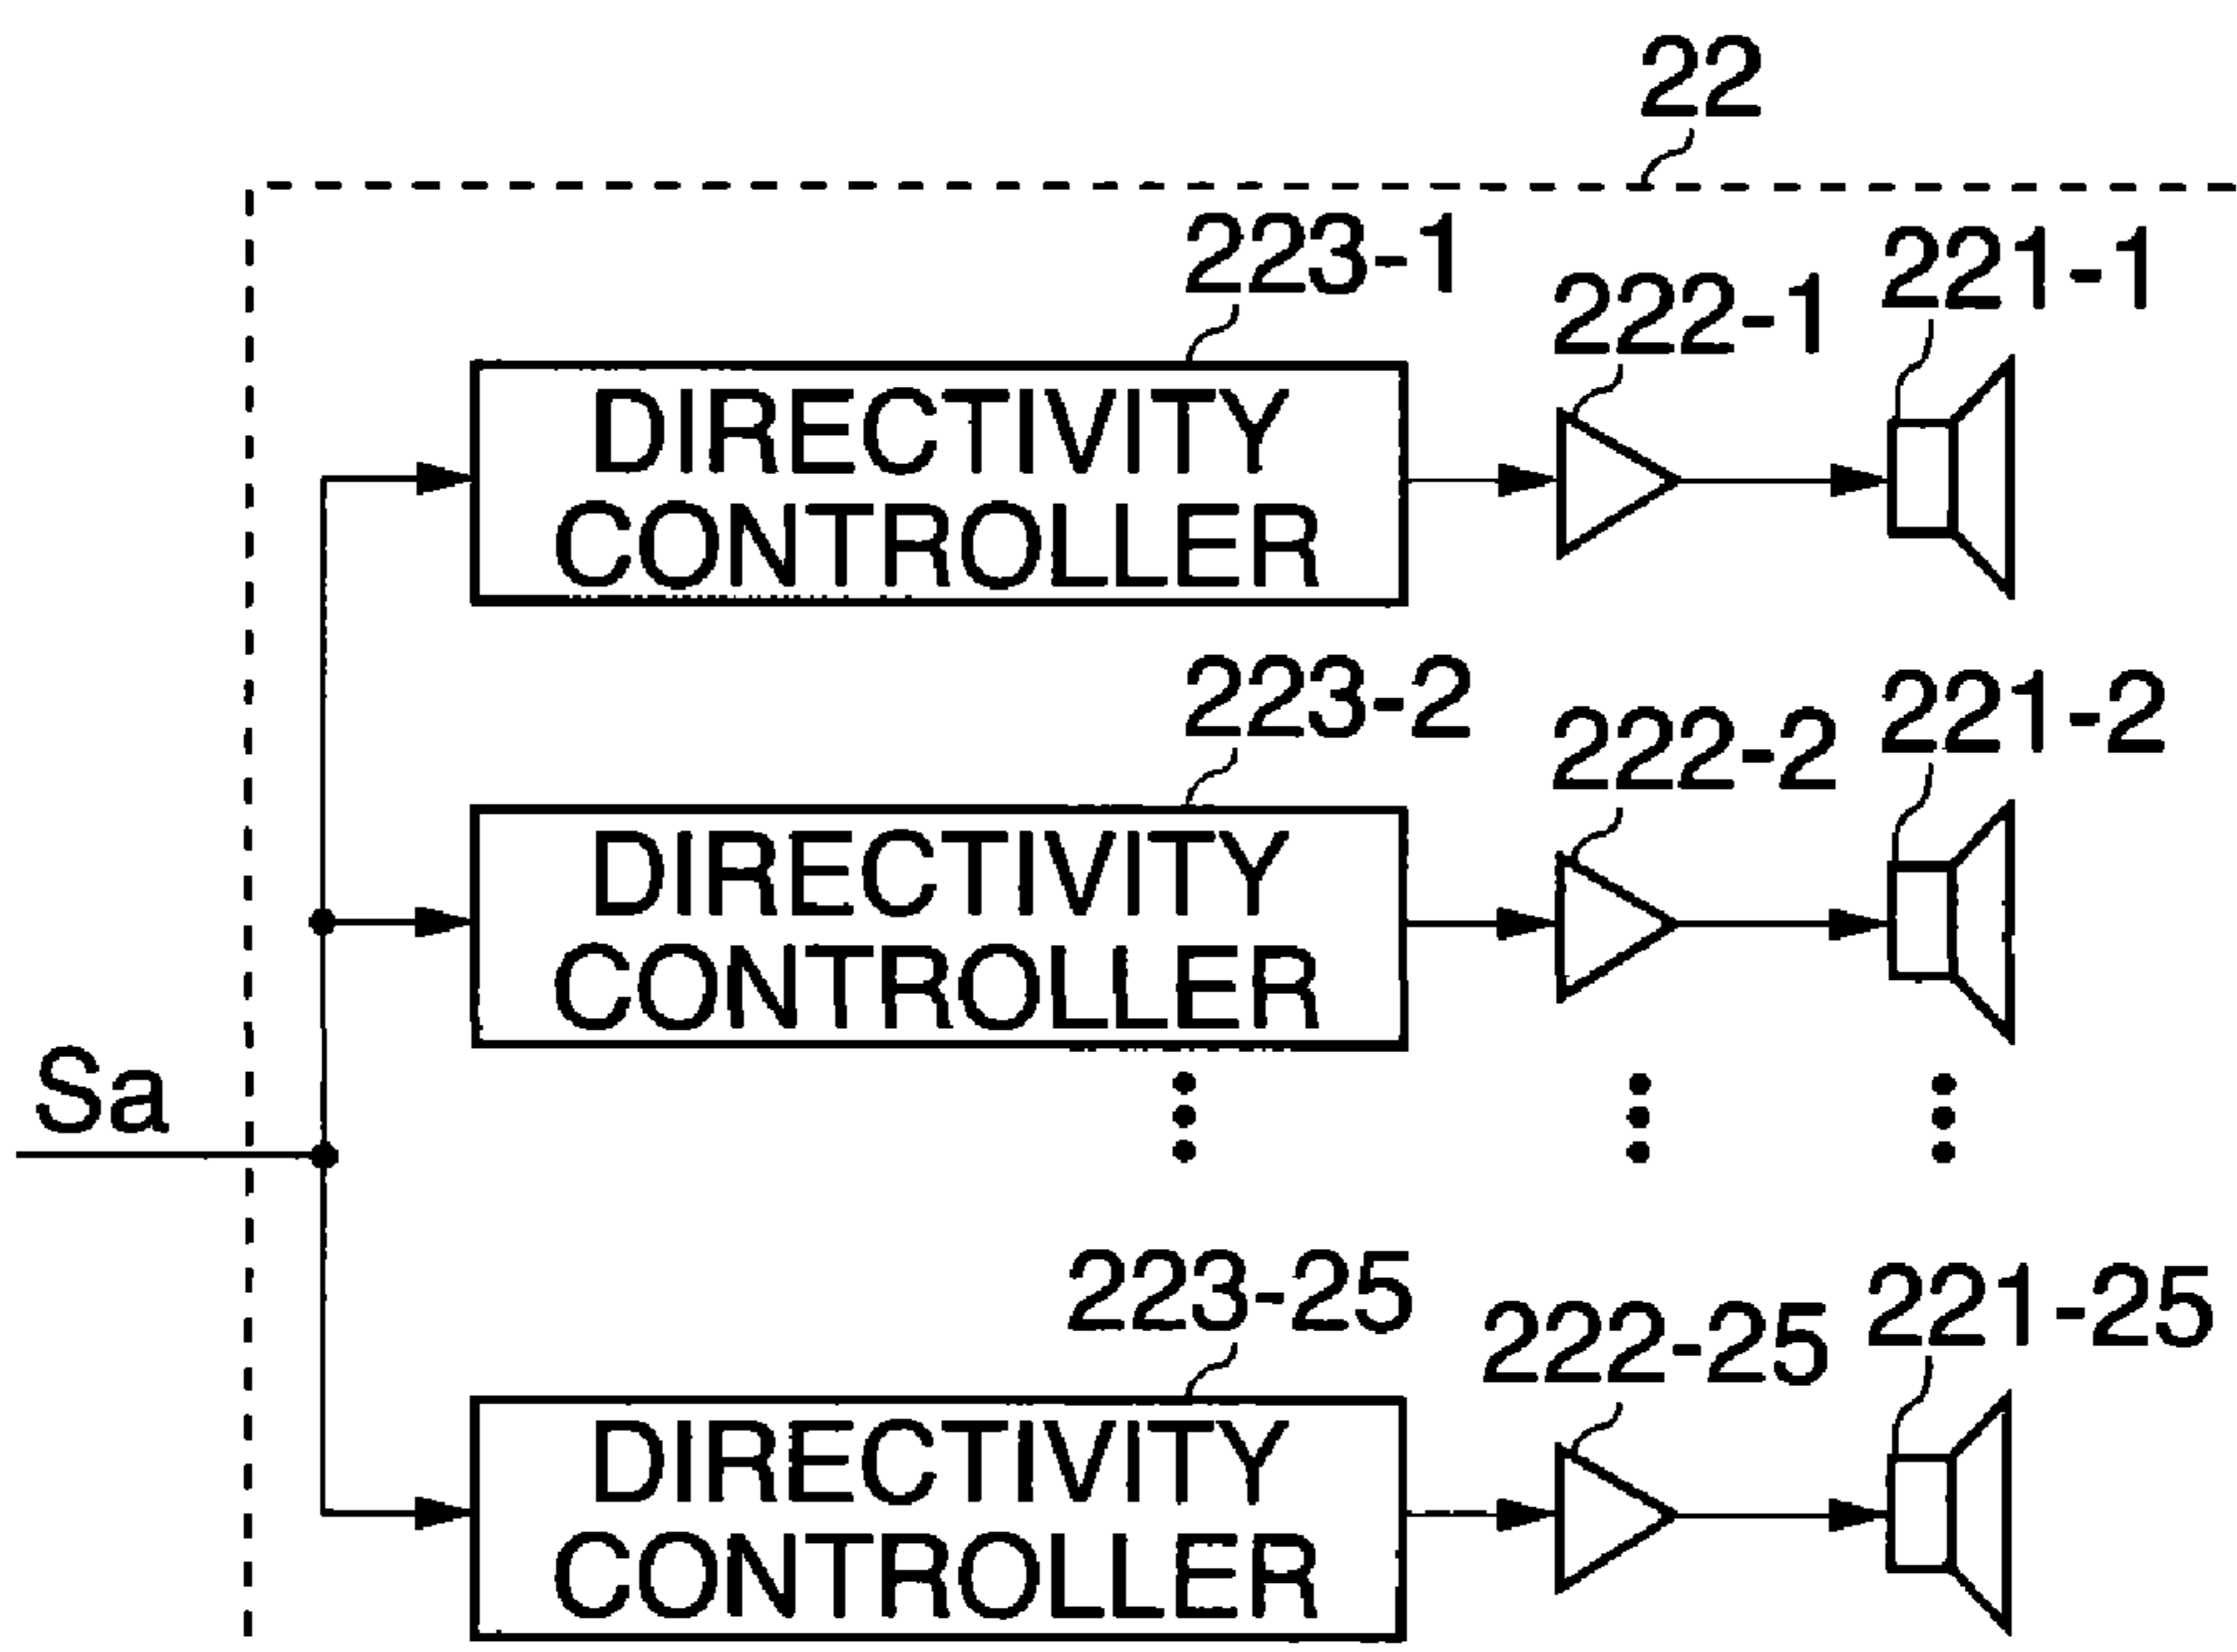 22
223-1
222-1
221-1
DIRECTIVITY
CONTROLLER
223-2
222-2
221-2
DIRECTIVITY
CONTROLLER
Sa
223-25
222-25
221-25
DIRECTIVITY
CONTROLLER